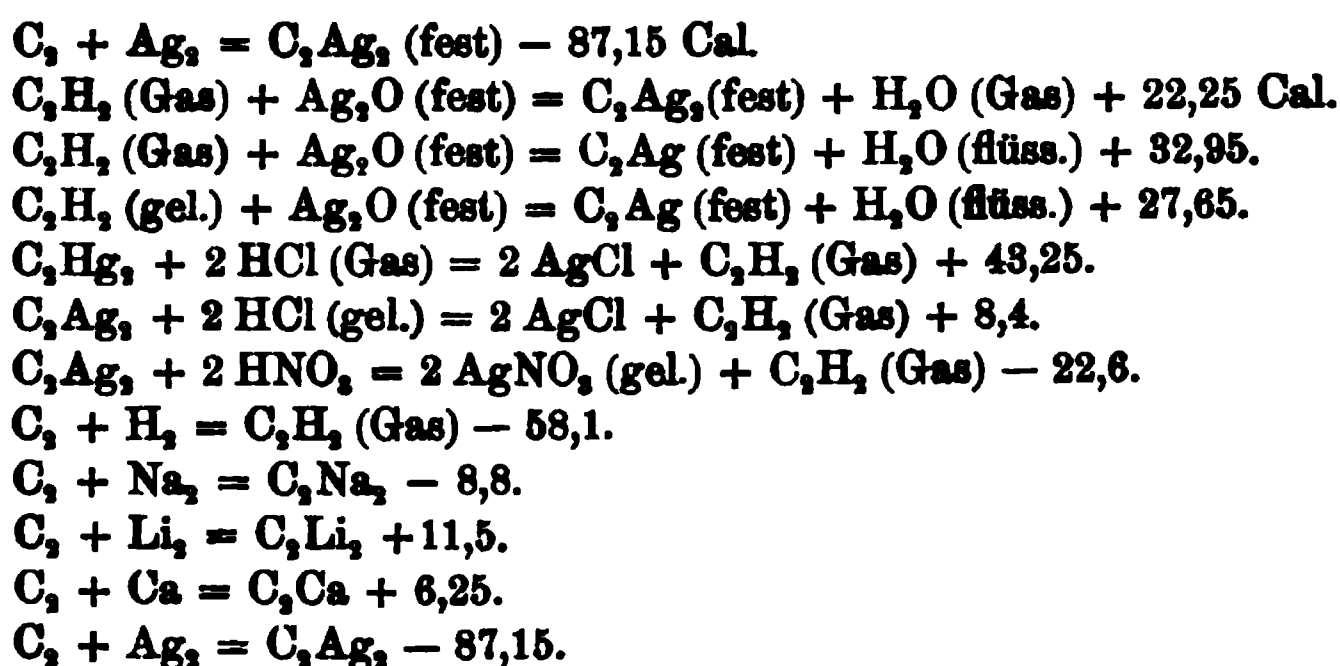 C₂ + Ag₂ = C₂Ag₂ (fest) − 87,15 Cal.
C₂H₂ (Gas) + Ag₂O (fest) = C₂Ag₂(fest) + H₂O (Gas) + 22,25 Cal.
C₂H₂ (Gas) + Ag₂O (fest) = C₂Ag (fest) + H₂O (flüss.) + 32,95.
C₂H₂ (gel.) + Ag₂O (fest) = C₂Ag (fest) + H₂O (flüss.) + 27,65.
C₂Hg₂ + 2 HCl (Gas) = 2 AgCl + C₂H₂ (Gas) + 43,25.
C₂Ag₂ + 2 HCl (gel.) = 2 AgCl + C₂H₂ (Gas) + 8,4.
C₂Ag₂ + 2 HNO₃ = 2 AgNO₃ (gel.) + C₂H₂ (Gas) − 22,6.
C₂ + H₂ = C₂H₂ (Gas) − 58,1.
C₂ + Na₂ = C₂Na₂ − 8,8.
C₂ + Li₂ = C₂Li₂ +11,5.
C₂ + Ca = C₂Ca + 6,25.
C₂ + Ag₂ = C₂Ag₂ − 87,15.